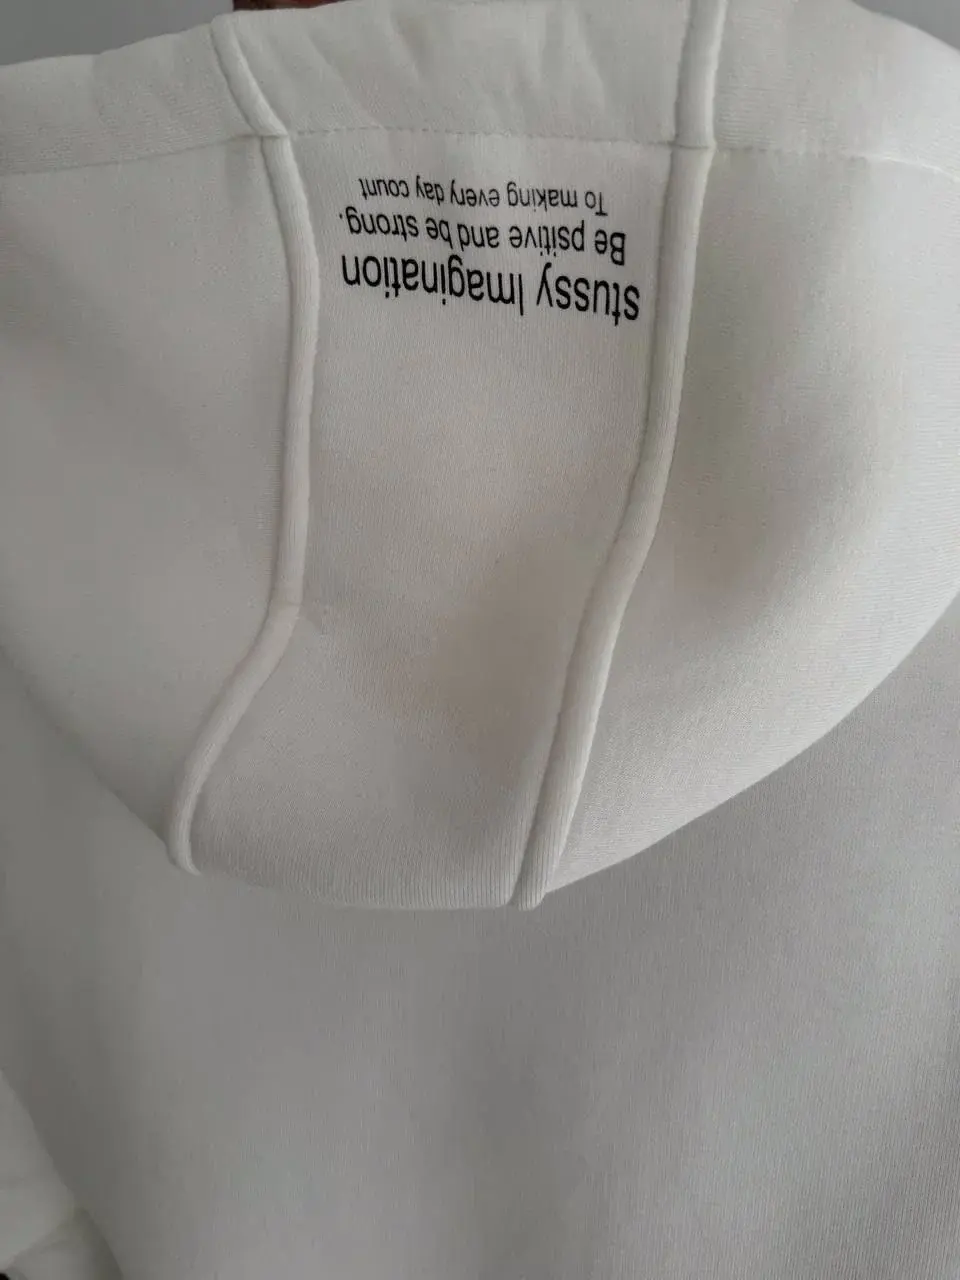 stussy Imagination
Be psitive and be strong.
To making every day count